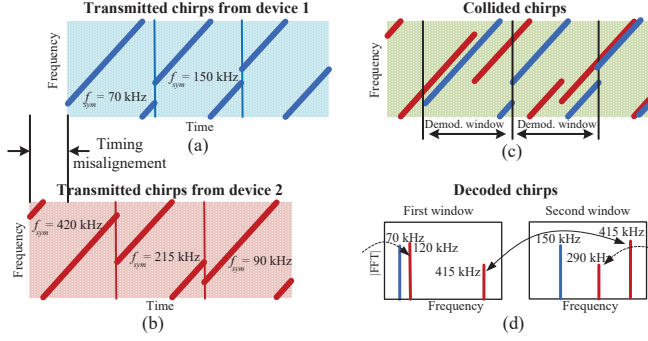 Transmitted chirps from device 1
Frequency
f_sym = 70 kHz
f_sym = 150 kHz
Time
(a)
Timing
misalignement
Transmitted chirps from device 2
Frequency
f_sym = 420 kHz
f_sym = 215 kHz
f_sym = 90 kHz
Time
(b)
Collided chirps
Frequency
Demod. window
Demod. window
(c)
Decoded chirps
First window
Second window
|FFT|
70 kHz
120 kHz
415 kHz
150 kHz
290 kHz
415 kHz
Frequency
Frequency
(d)